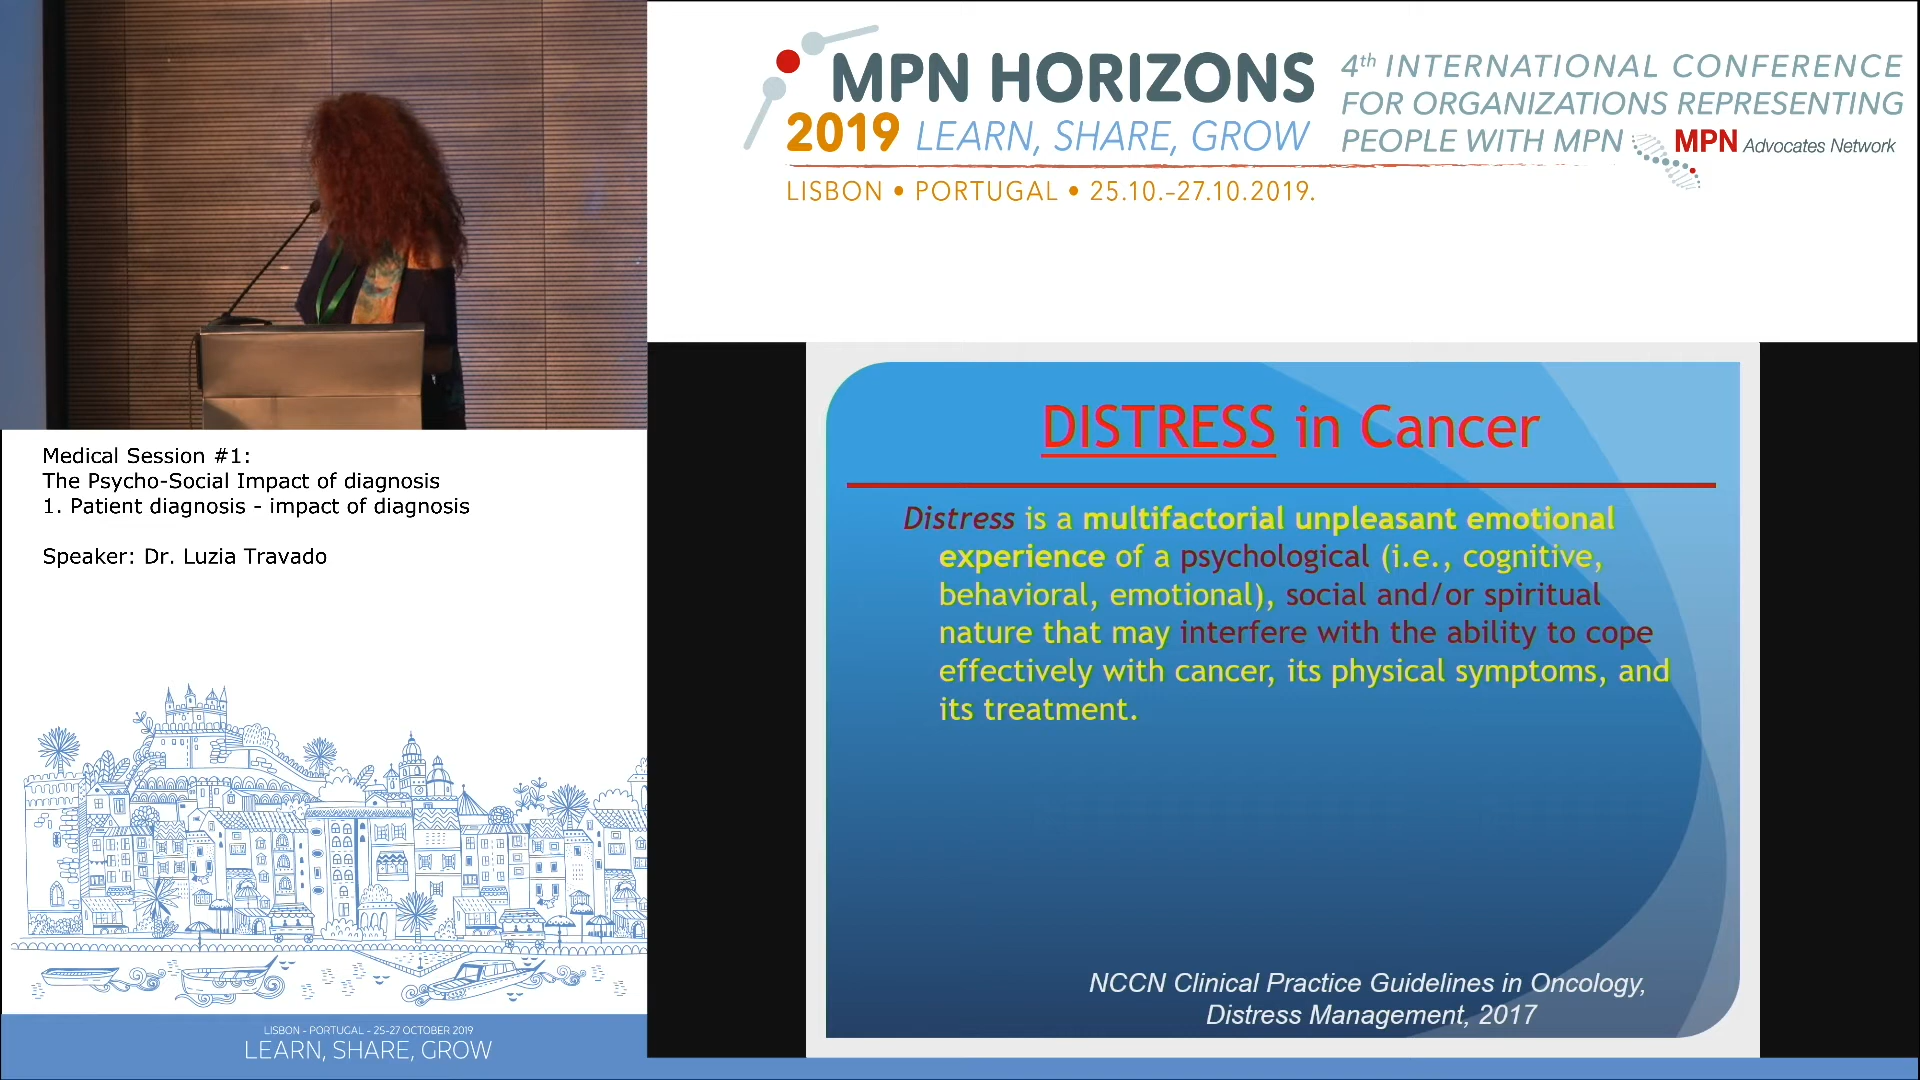 MPN HORIZONS
2019 LEARN, SHARE, GROW
LISBON • PORTUGAL • 25.10.-27.10.2019.
4th INTERNATIONAL CONFERENCE
FOR ORGANIZATIONS REPRESENTING
PEOPLE WITH MPN
MPN Advocates Network
Medical Session #1:
The Psycho-Social Impact of diagnosis
1. Patient diagnosis - impact of diagnosis
Speaker: Dr. Luzia Travado
DISTRESS in Cancer
Distress is a multifactorial unpleasant emotional
experience of a psychological (i.e., cognitive,
behavioral, emotional), social and/or spiritual
nature that may interfere with the ability to cope
effectively with cancer, its physical symptoms, and
its treatment.
NCCN Clinical Practice Guidelines in Oncology,
Distress Management, 2017
LISBON - PORTUGAL - 25-27 OCTOBER 2019
LEARN, SHARE, GROW